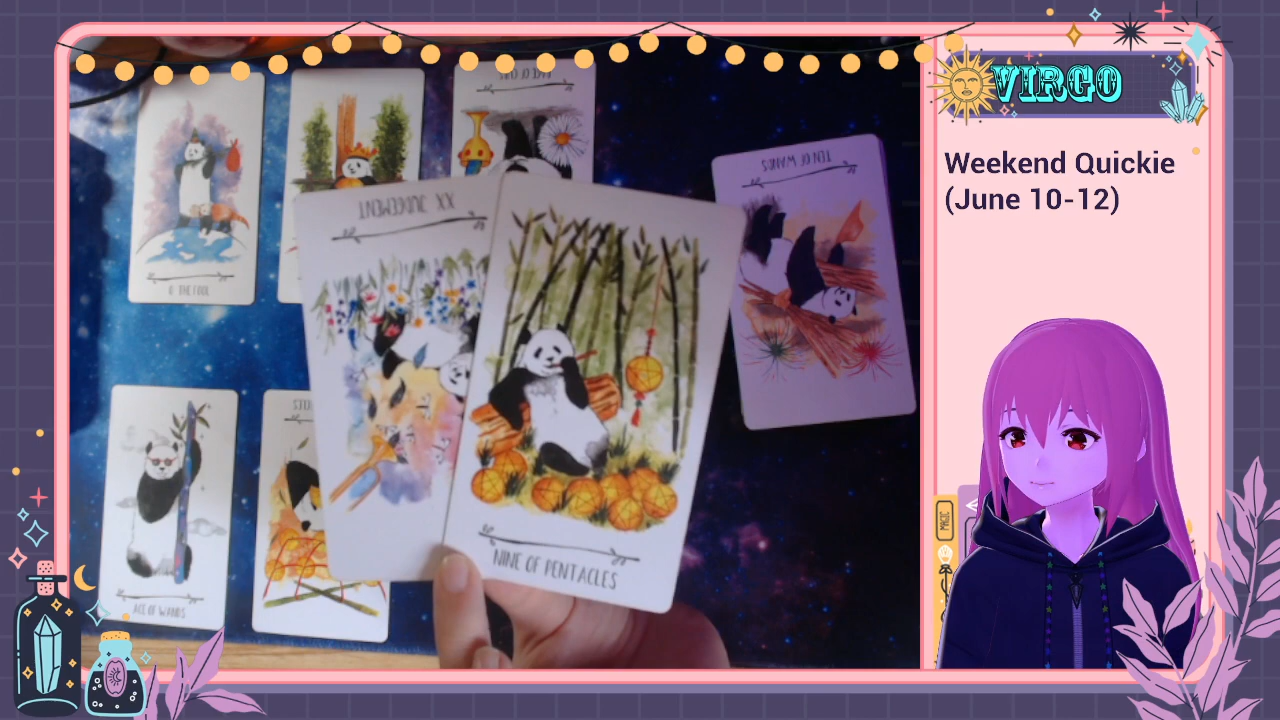 VIRGO
Weekend Quickie
(June 10-12)
TEN OF WANDS
XX JUDGEMENT
NINE OF PENTACLES
0 THE FOOL
ACE OF WANDS
MAGIC